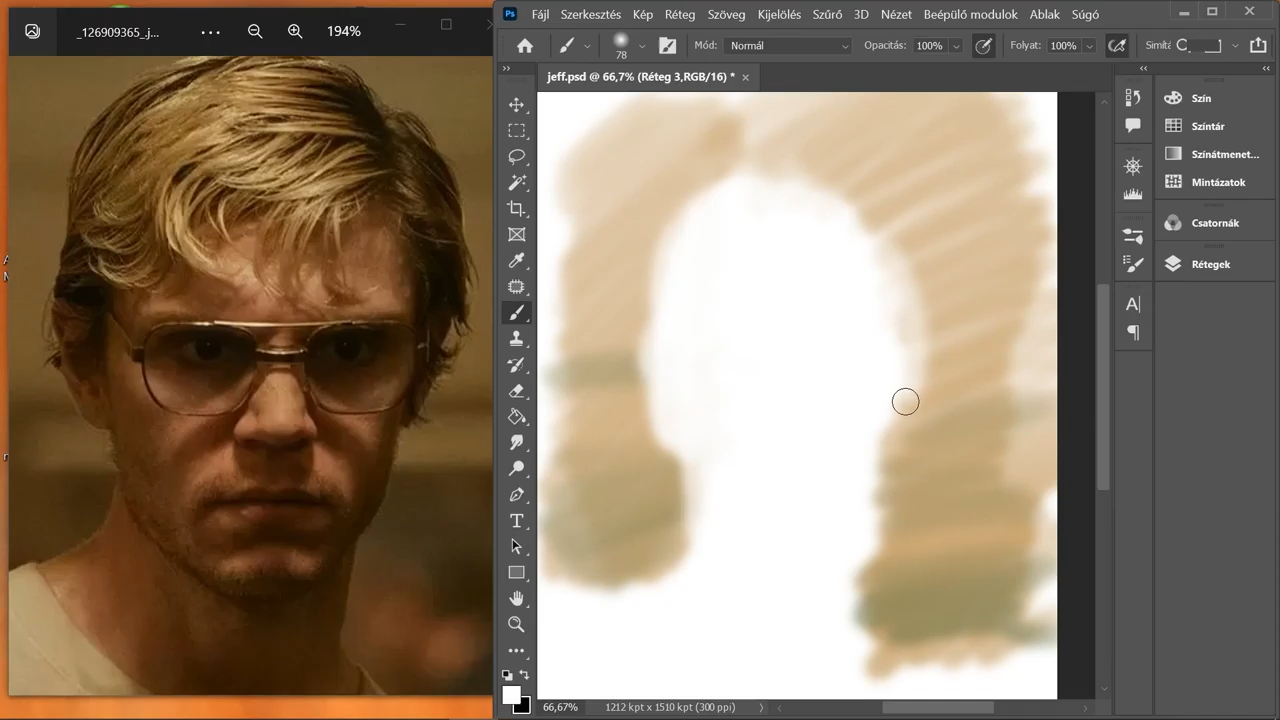 _126909365_.j...
194%
Ps
Fájl Szerkesztés Kép Réteg Szöveg Kijelölés Szűrő 3D Nézet Beépülő modulok Ablak Súgó
78
Mód: Normál
Opacitás: 100%
Folyat: 100%
Simítá
jeff.psd @ 66,7% (Réteg 3,RGB/16) *
Szín
Színtár
Színátmenet...
Mintázatok
Csatornák
Rétegek
66,67%
1212 kpt x 1510 kpt (300 ppi)